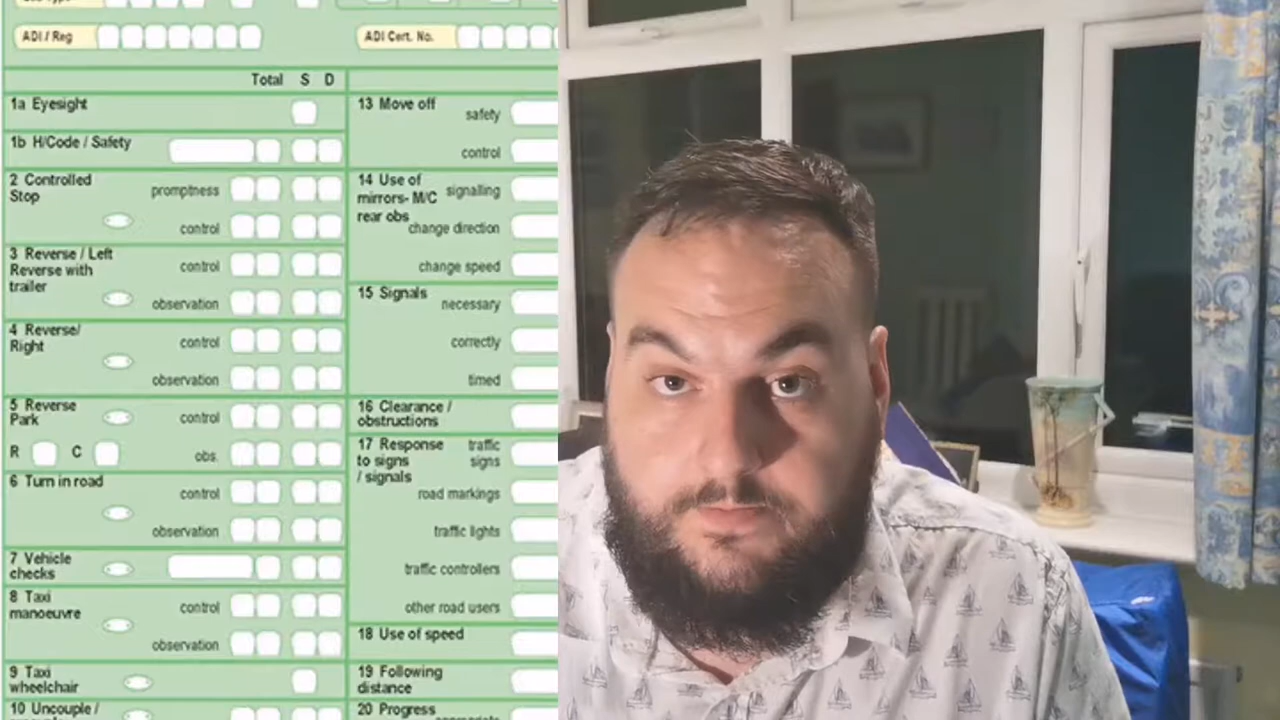 ADI / Reg
ADI Cert. No.
Total S D
1a Eyesight
1b H/Code / Safety
2 Controlled
Stop
promptness
control
3 Reverse / Left
Reverse with
trailer
control
observation
4 Reverse/
Right
control
observation
5 Reverse
Park
control
R C
obs.
6 Turn in road
control
observation
7 Vehicle
checks
8 Taxi
manoeuvre
control
observation
9 Taxi
wheelchair
10 Uncouple /
13 Move off
safety
control
14 Use of
mirrors- M/C
rear obs
signalling
change direction
change speed
15 Signals
necessary
correctly
timed
16 Clearance /
obstructions
17 Response
to signs
/ signals
traffic
signs
road markings
traffic lights
traffic controllers
other road users
18 Use of speed
19 Following
distance
20 Progress